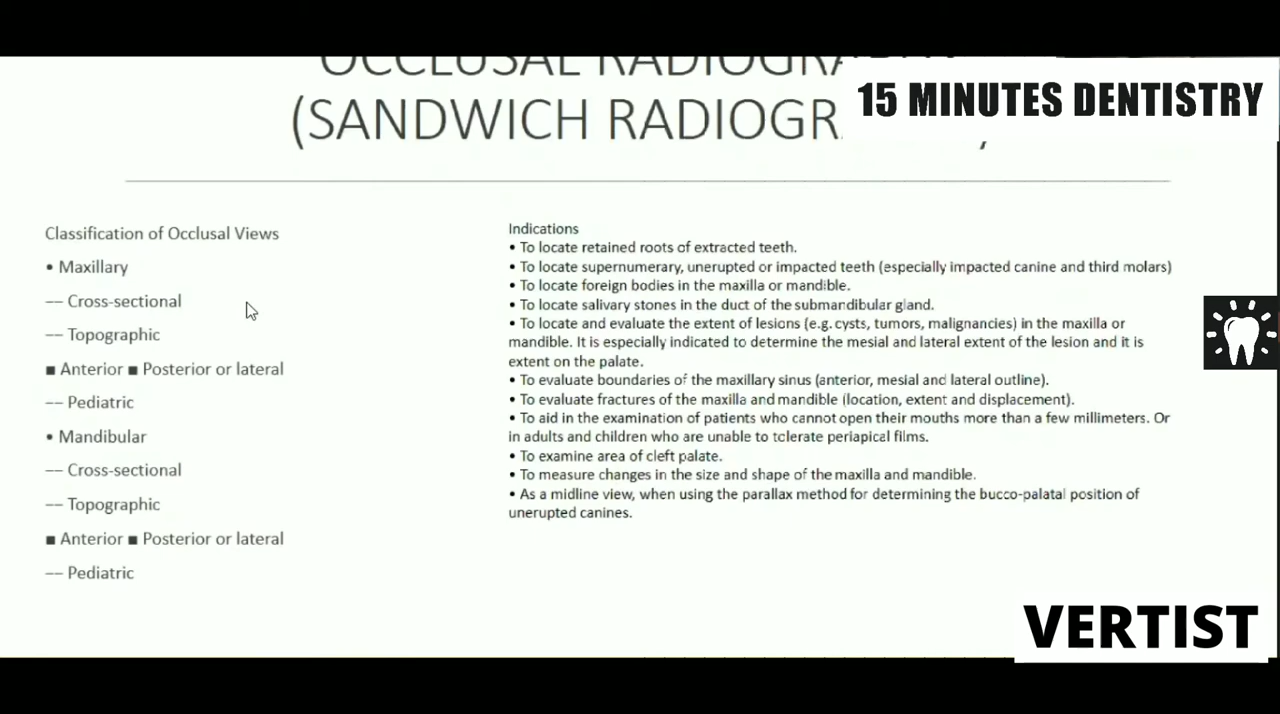 OCCLUSAL
(SANDWICH
15 MINUTES DENTISTRY
Classification of Occlusal Views
• Maxillary
–– Cross-sectional
–– Topographic
■ Anterior ■ Posterior or lateral
–– Pediatric
• Mandibular
–– Cross-sectional
–– Topographic
■ Anterior ■ Posterior or lateral
–– Pediatric
Indications
• To locate retained roots of extracted teeth.
• To locate supernumerary, unerupted or impacted teeth (especially impacted canine and third molars)
• To locate foreign bodies in the maxilla or mandible.
• To locate salivary stones in the duct of the submandibular gland.
• To locate and evaluate the extent of lesions (e.g. cysts, tumors, malignancies) in the maxilla or
mandible. It is especially indicated to determine the mesial and lateral extent of the lesion and it is
extent on the palate.
• To evaluate boundaries of the maxillary sinus (anterior, mesial and lateral outline).
• To evaluate fractures of the maxilla and mandible (location, extent and displacement).
• To aid in the examination of patients who cannot open their mouths more than a few millimeters. Or
in adults and children who are unable to tolerate periapical films.
• To examine area of cleft palate.
• To measure changes in the size and shape of the maxilla and mandible.
• As a midline view, when using the parallax method for determining the bucco-palatal position of
unerupted canines.
VERTIST